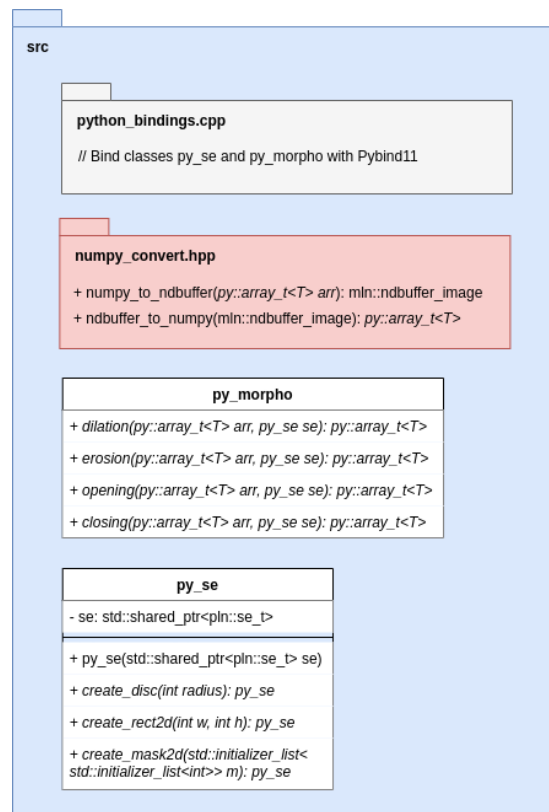 src
python_bindings.cpp
// Bind classes py_se and py_morpho with Pybind11
numpy_convert.hpp
+ numpy_to_ndbuffer(py::array_t<T> arr): mln::ndbuffer_image
+ ndbuffer_to_numpy(mln::ndbuffer_image): py::array_t<T>
py_morpho
+ dilation(py::array_t<T> arr, py_se se): py::array_t<T>
+ erosion(py::array_t<T> arr, py_se se): py::array_t<T>
+ opening(py::array_t<T> arr, py_se se): py::array_t<T>
+ closing(py::array_t<T> arr, py_se se): py::array_t<T>
py_se
- se: std::shared_ptr<pln::se_t>
+ py_se(std::shared_ptr<pln::se_t> se)
+ create_disc(int radius): py_se
+ create_rect2d(int w, int h): py_se
+ create_mask2d(std::initializer_list<
std::initializer_list<int>> m): py_se